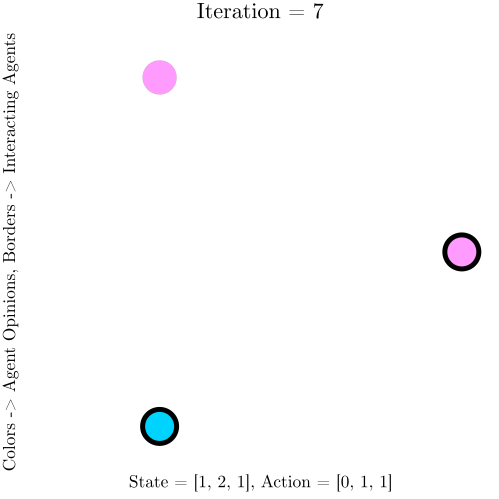 Iteration = 7
Colors -> Agent Opinions, Borders -> Interacting Agents
State = [1, 2, 1], Action = [0, 1, 1]